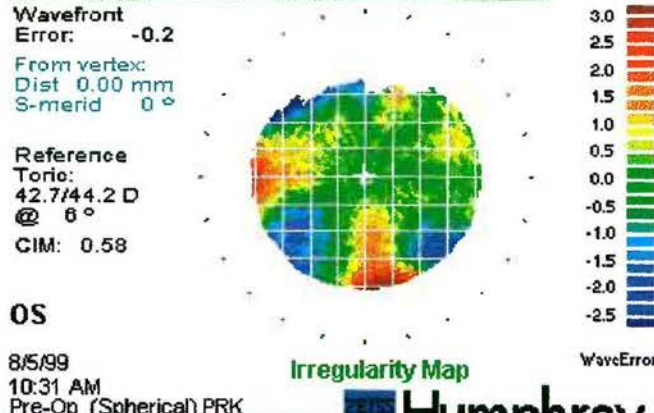 Wavefront
Error: -0.2
From vertex:
Dist 0.00 mm
S-merid 0 °
Reference
Toric:
42.7/44.2 D
@ 6 °
CIM: 0.58
OS
8/5/99
10:31 AM
Pre-Op (Spherical) PRK
3.0
2.5
2.0
1.5
1.0
0.5
0.0
-0.5
-1.0
-1.5
-2.0
-2.5
WaveError
Irregularity Map
ZEISS Humphrey